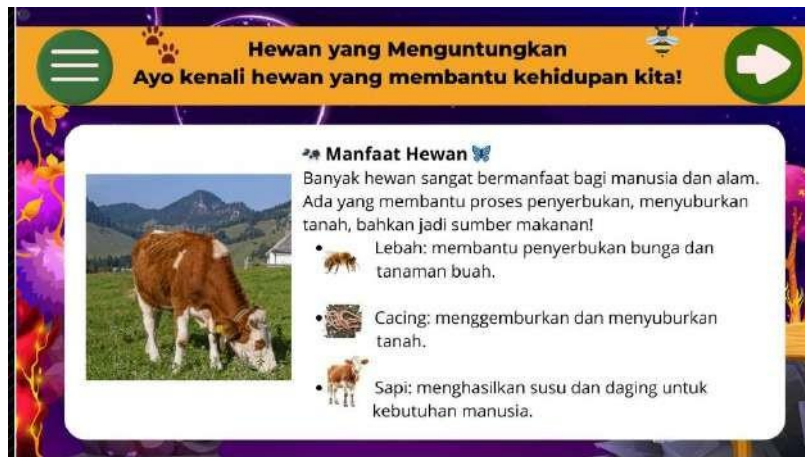 Hewan yang Menguntungkan
Ayo kenali hewan yang membantu kehidupan kita!
Manfaat Hewan
Banyak hewan sangat bermanfaat bagi manusia dan alam.
Ada yang membantu proses penyerbukan, menyuburkan
tanah, bahkan jadi sumber makanan!
• Lebah: membantu penyerbukan bunga dan
tanaman buah.
• Cacing: menggemburkan dan menyuburkan
tanah.
• Sapi: menghasilkan susu dan daging untuk
kebutuhan manusia.